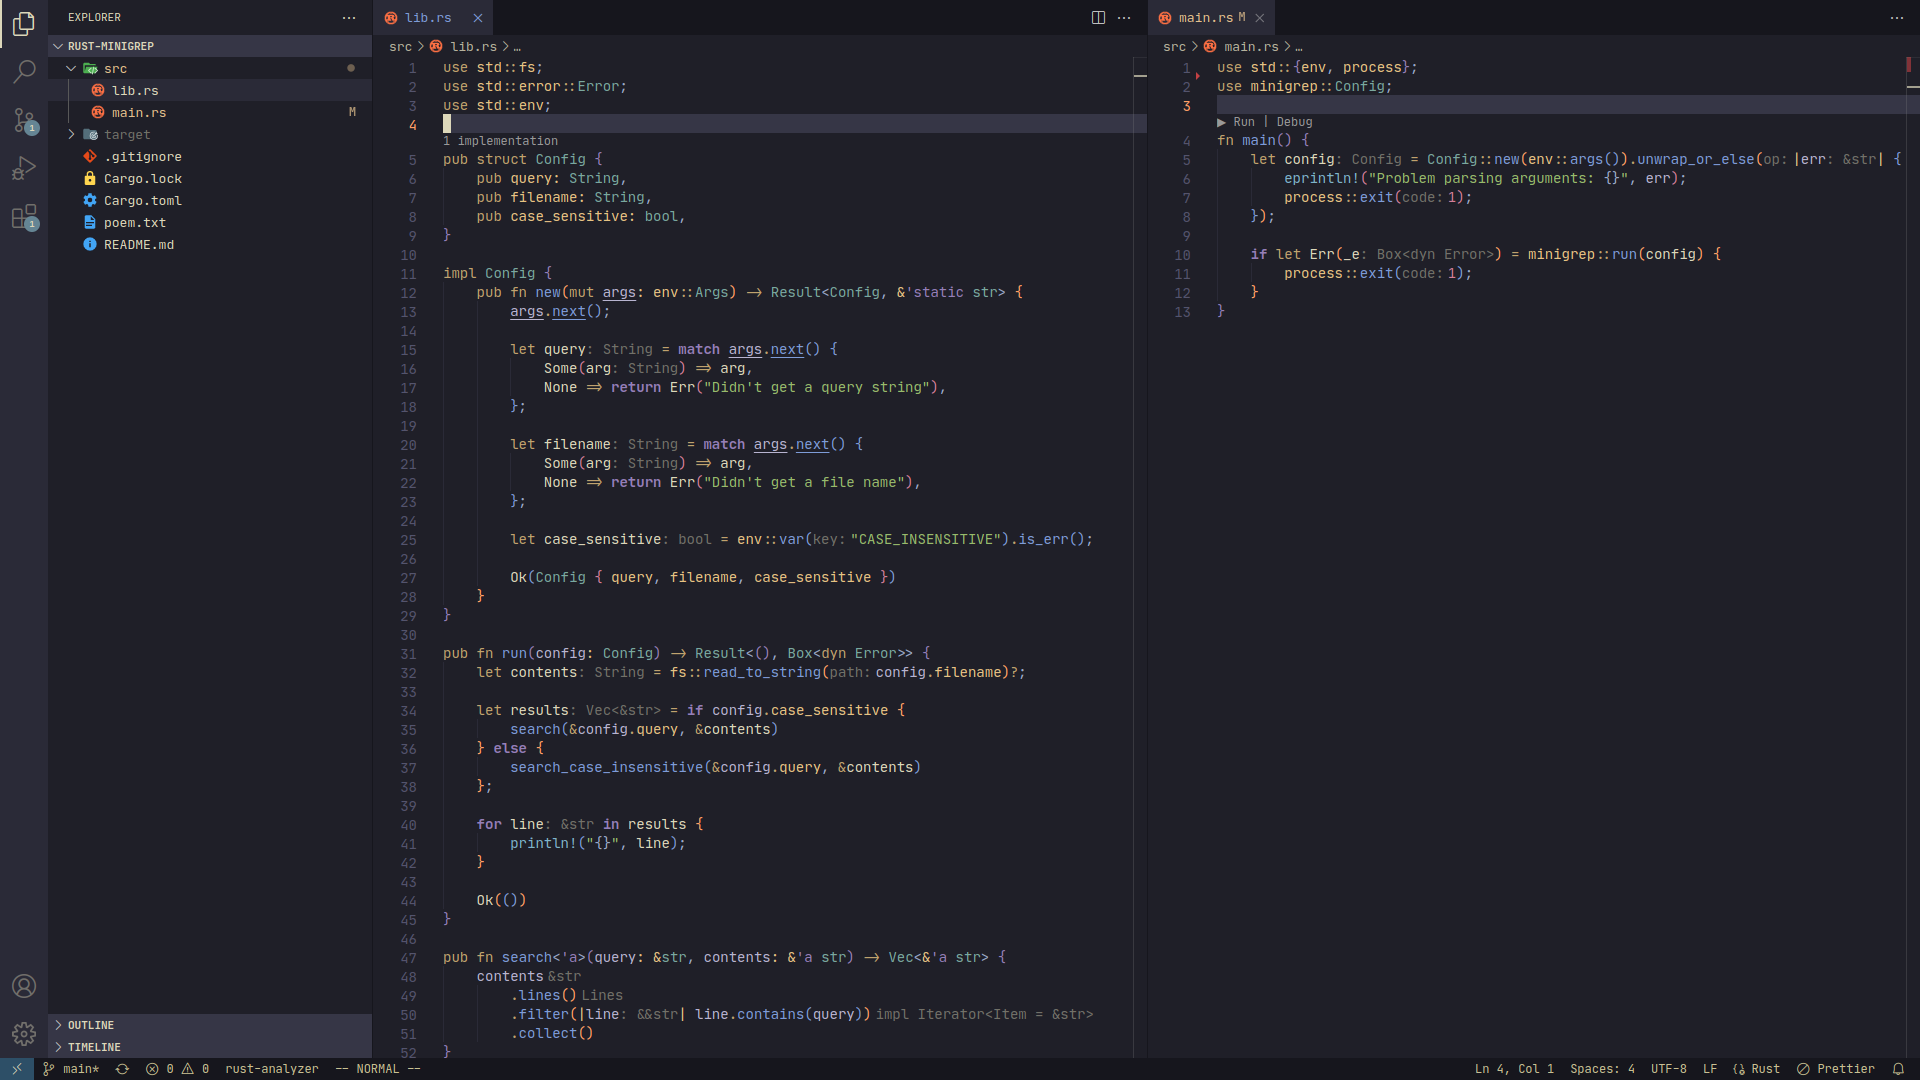 EXPLORER
RUST-MINIGREP
src
lib.rs
main.rs M
target
.gitignore
Cargo.lock
Cargo.toml
poem.txt
README.md
1
1
OUTLINE
TIMELINE
lib.rs
src > lib.rs > ...
1 use std::fs;
2 use std::error::Error;
3 use std::env;
4
1 implementation
5 pub struct Config {
6     pub query: String,
7     pub filename: String,
8     pub case_sensitive: bool,
9 }
10
11 impl Config {
12     pub fn new(mut args: env::Args) -> Result<Config, &'static str> {
13         args.next();
14
15         let query: String = match args.next() {
16             Some(arg: String) => arg,
17             None => return Err("Didn't get a query string"),
18         };
19
20         let filename: String = match args.next() {
21             Some(arg: String) => arg,
22             None => return Err("Didn't get a file name"),
23         };
24
25         let case_sensitive: bool = env::var(key: "CASE_INSENSITIVE").is_err();
26
27         Ok(Config { query, filename, case_sensitive })
28     }
29 }
30
31 pub fn run(config: Config) -> Result<(), Box<dyn Error>> {
32     let contents: String = fs::read_to_string(path: config.filename)?;
33
34     let results: Vec<&str> = if config.case_sensitive {
35         search(&config.query, &contents)
36     } else {
37         search_case_insensitive(&config.query, &contents)
38     };
39
40     for line: &str in results {
41         println!("{}", line);
42     }
43
44     Ok(())
45 }
46
47 pub fn search<'a>(query: &str, contents: &'a str) -> Vec<&'a str> {
48     contents &str
49         .lines() Lines
50         .filter(|line: &&str| line.contains(query)) impl Iterator<Item = &str>
51         .collect()
52 }
main.rs M
src > main.rs > ...
1 use std::{env, process};
2 use minigrep::Config;
3
▶ Run | Debug
4 fn main() {
5     let config: Config = Config::new(env::args()).unwrap_or_else(op: |err: &str| {
6         eprintln!("Problem parsing arguments: {}", err);
7         process::exit(code: 1);
8     });
9
10     if let Err(_e: Box<dyn Error>) = minigrep::run(config) {
11         process::exit(code: 1);
12     }
13 }
main* 0 0 rust-analyzer -- NORMAL -- Ln 4, Col 1 Spaces: 4 UTF-8 LF Rust Prettier